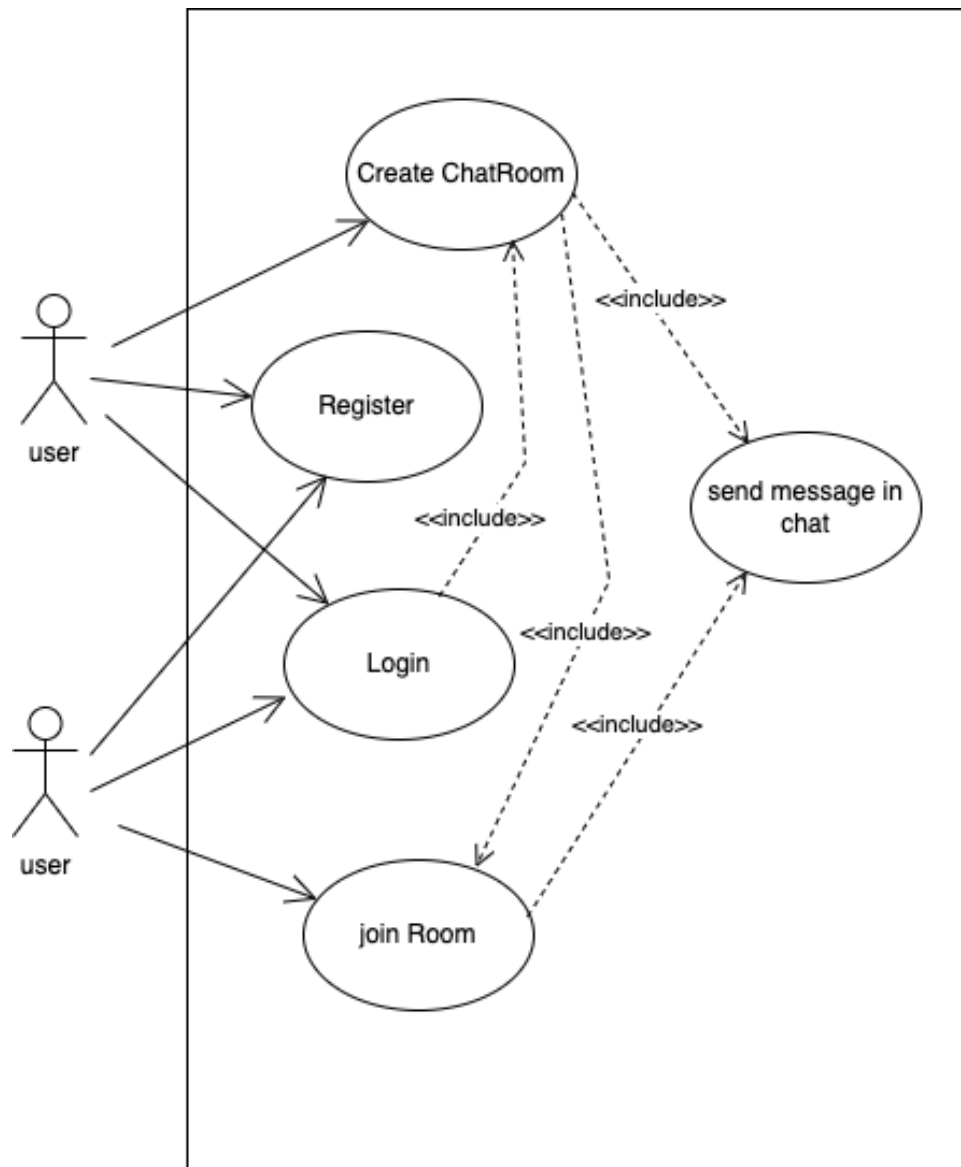 Create ChatRoom
<<include>>
Register
user
send message in
chat
<<include>>
<<include>>
Login
<<include>>
user
join Room